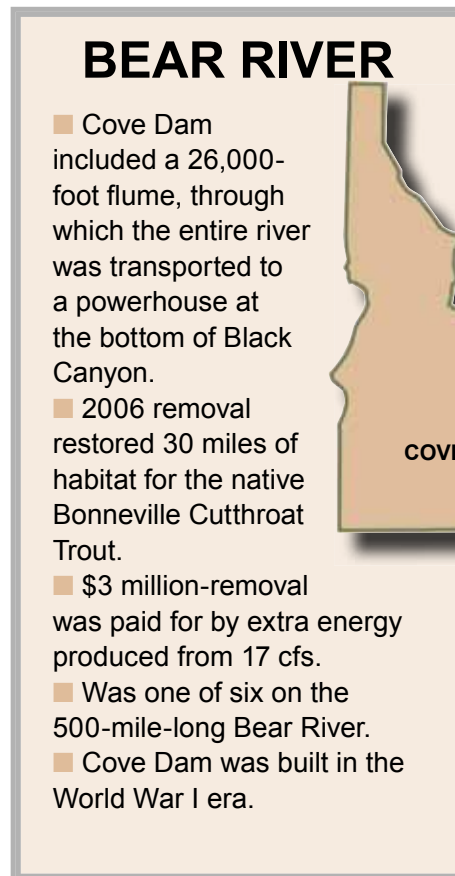 BEAR RIVER
■ Cove Dam
included a 26,000-
foot flume, through
which the entire river
was transported to
a powerhouse at
the bottom of Black
Canyon.
■ 2006 removal
restored 30 miles of
habitat for the native
Bonneville Cutthroat
Trout.
■ $3 million-removal
was paid for by extra energy
produced from 17 cfs.
■ Was one of six on the
500-mile-long Bear River.
■ Cove Dam was built in the
World War I era.